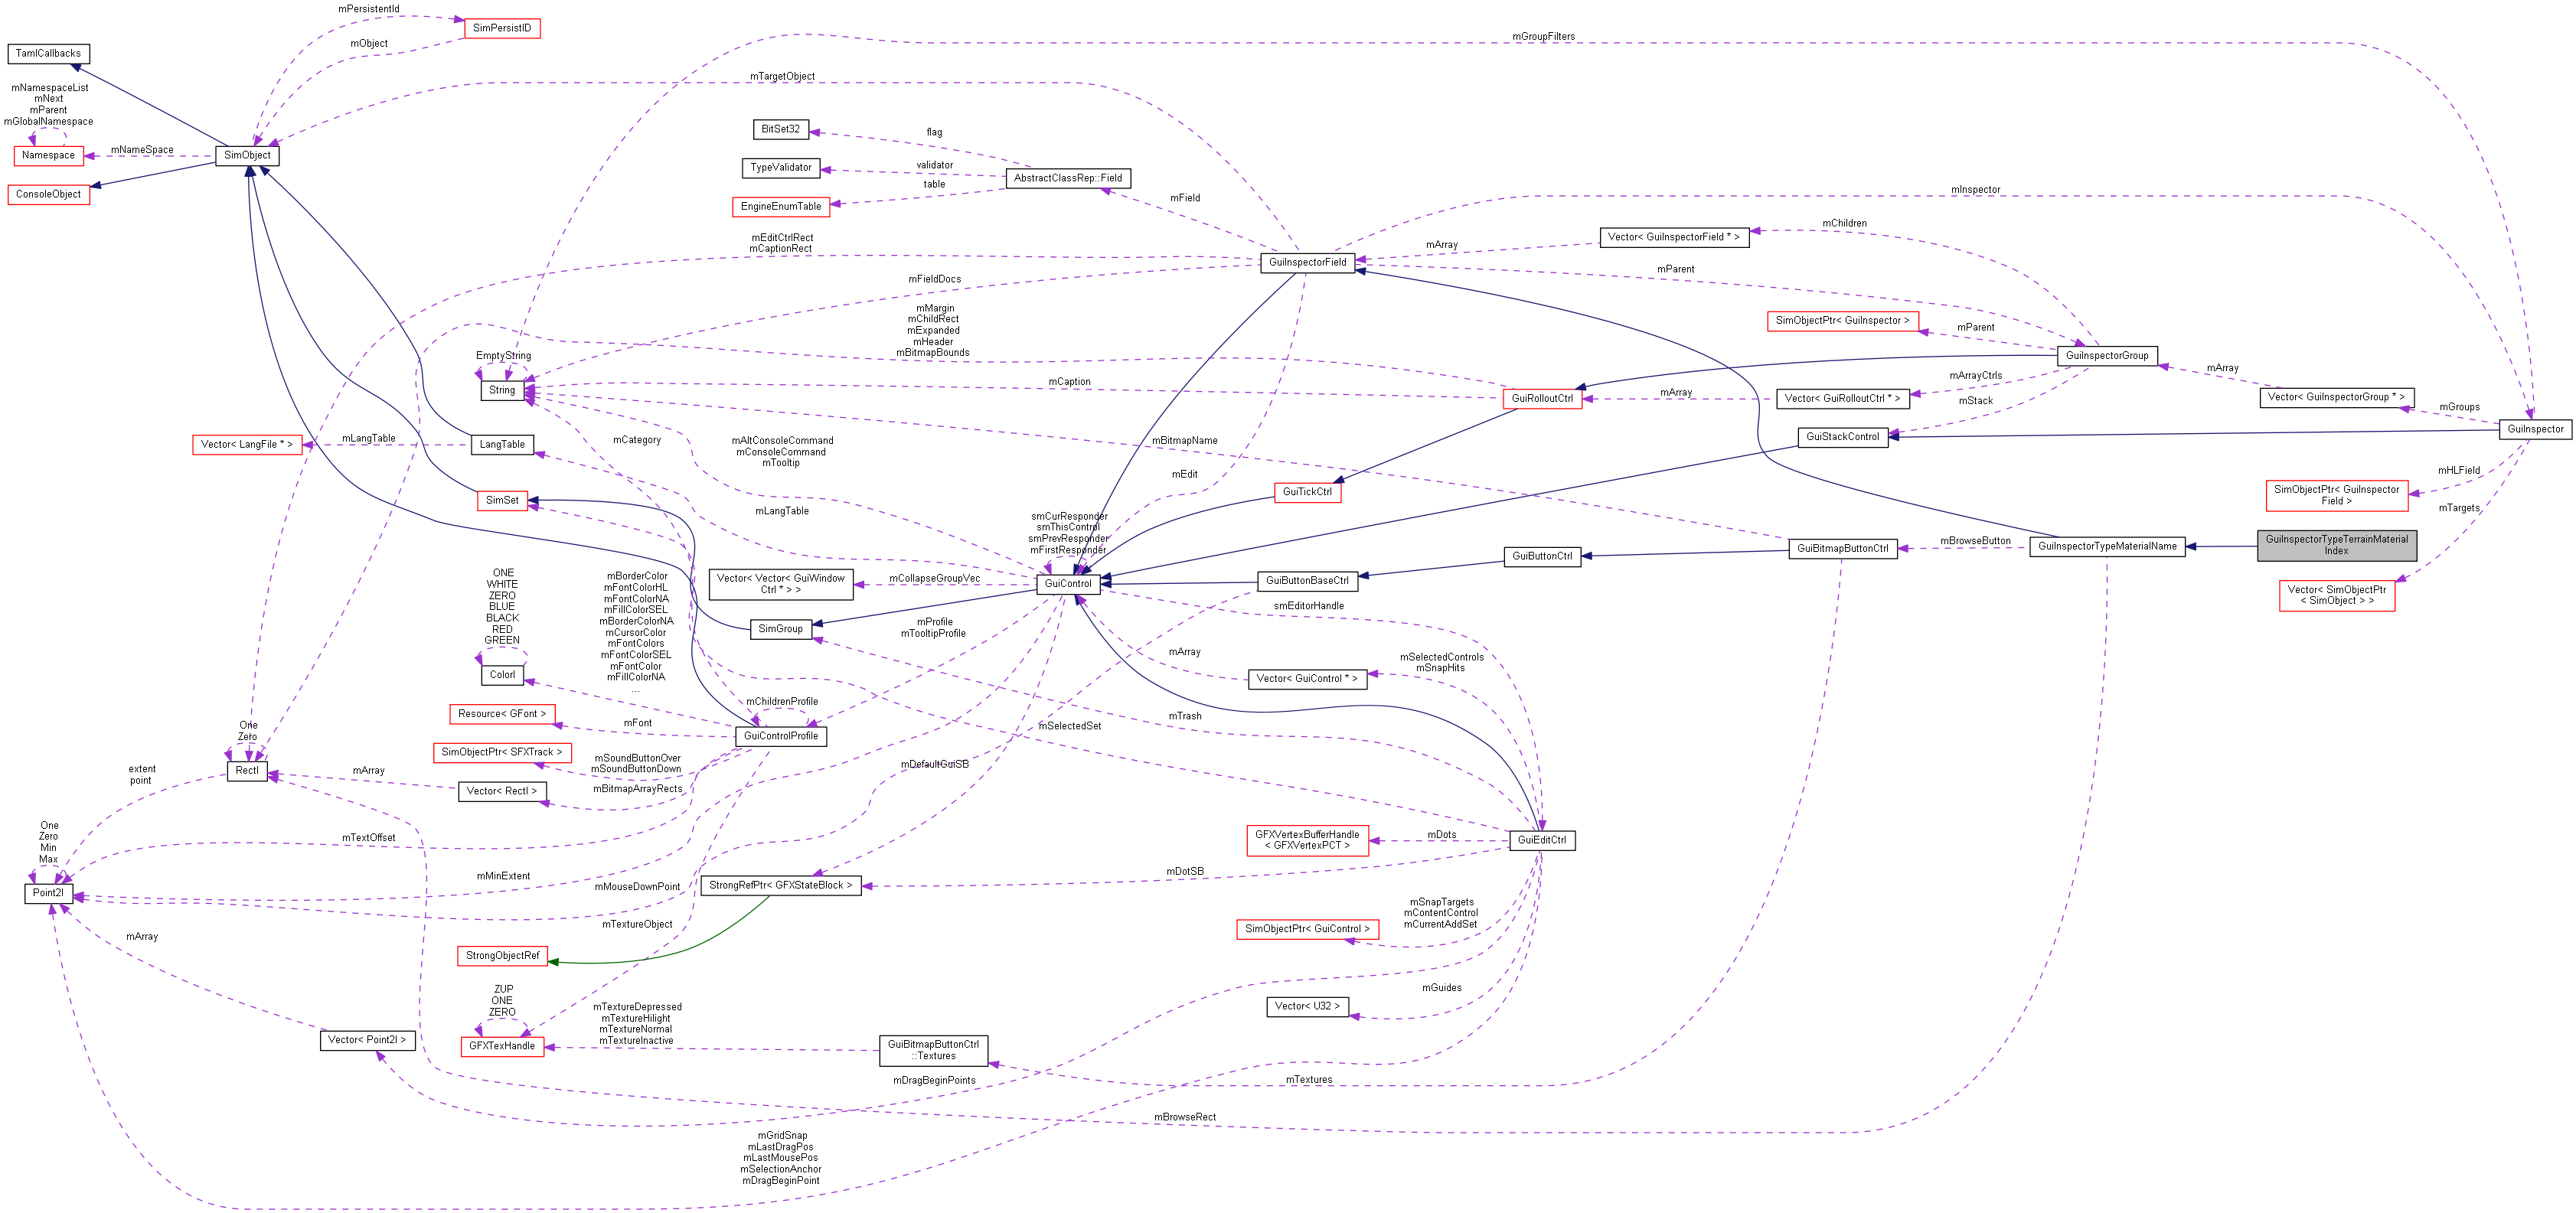 mPersistentId
SimPersistID
mGroupFilters
mObject
TamlCallbacks
mTargetObject
mNamespaceList
mNext
mParent
mGlobalNamespace
BitSet32
flag
Namespace
mNameSpace
SimObject
TypeValidator
validator
AbstractClassRep::Field
table
ConsoleObject
EngineEnumTable
mField
mInspector
mEditCtrlRect
mCaptionRect
mChildren
Vector< GuiInspectorField * >
mArray
GuiInspectorField
mParent
mFieldDocs
mMargin
mChildRect
mExpanded
mHeader
mBitmapBounds
SimObjectPtr< GuiInspector >
mParent
GuiInspectorGroup
EmptyString
String
mCaption
GuiRolloutCtrl
mArray
mArrayCtrls
Vector< GuiRolloutCtrl * >
mStack
mArray
Vector< GuiInspectorGroup * >
mGroups
GuiInspector
Vector< LangFile * >
mLangTable
LangTable
mCategory
mAltConsoleCommand
mConsoleCommand
mTooltip
mBitmapName
mEdit
GuiStackControl
mHLField
SimSet
GuiTickCtrl
SimObjectPtr< GuiInspector
Field >
mTargets
mLangTable
smCurResponder
smThisControl
smPrevResponder
mFirstResponder
GuiBitmapButtonCtrl
mBrowseButton
GuiInspectorTypeMaterialName
GuiInspectorTypeTerrainMaterial
Index
GuiButtonCtrl
ONE
WHITE
ZERO
BLUE
BLACK
RED
GREEN
mBorderColor
mFontColorHL
mFontColorNA
mFillColorSEL
mBorderColorNA
mCursorColor
mFontColors
mFontColorSEL
mFontColor
mFillColorNA
...
Vector< Vector< GuiWindow
Ctrl * > >
mCollapseGroupVec
GuiControl
GuiButtonBaseCtrl
Vector< SimObjectPtr
< SimObject > >
smEditorHandle
SimGroup
mProfile
mTooltipProfile
mArray
mSelectedControls
mSnapHits
ColorI
Vector< GuiControl * >
mChildrenProfile
Resource< GFont >
mFont
mSelectedSet
mTrash
GuiControlProfile
One
Zero
SimObjectPtr< SFXTrack >
mSoundButtonOver
mSoundButtonDown
mDefaultGuiSB
RectI
extent
point
mArray
Vector< RectI >
mBitmapArrayRects
One
Zero
Min
Max
mTextOffset
GFXVertexBufferHandle
< GFXVertexPCT >
mDots
GuiEditCtrl
mMinExtent
mDotSB
Point2I
mMouseDownPoint
StrongRefPtr< GFXStateBlock >
mSnapTargets
mContentControl
mCurrentAddSet
mTextureObject
SimObjectPtr< GuiControl >
mArray
StrongObjectRef
ZUP
ONE
ZERO
mGuides
Vector< U32 >
mTextureDepressed
mTextureHilight
mTextureNormal
mTextureInactive
Vector< Point2I >
GFXTexHandle
GuiBitmapButtonCtrl
::Textures
mDragBeginPoints
mTextures
mBrowseRect
mGridSnap
mLastDragPos
mLastMousePos
mSelectionAnchor
mDragBeginPoint